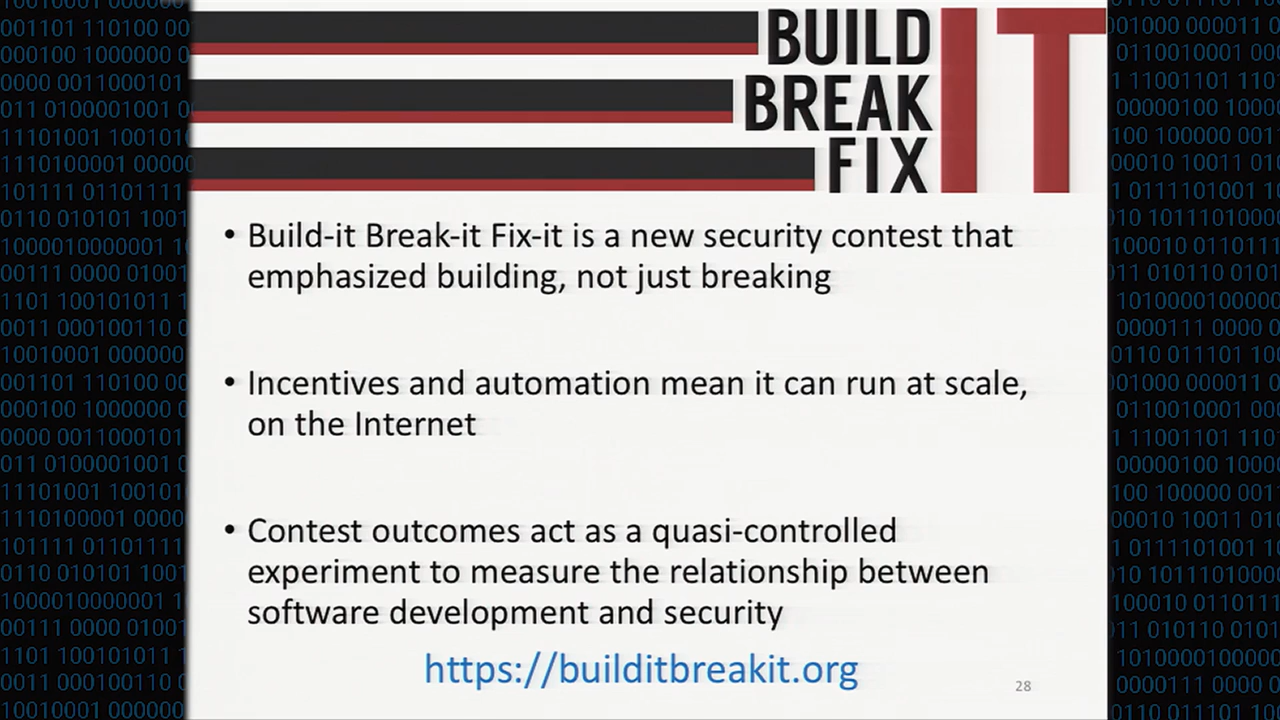 BUILD
BREAK
FIX
IT
• Build-it Break-it Fix-it is a new security contest that
emphasized building, not just breaking
• Incentives and automation mean it can run at scale,
on the Internet
• Contest outcomes act as a quasi-controlled
experiment to measure the relationship between
software development and security
https://builditbreakit.org
28